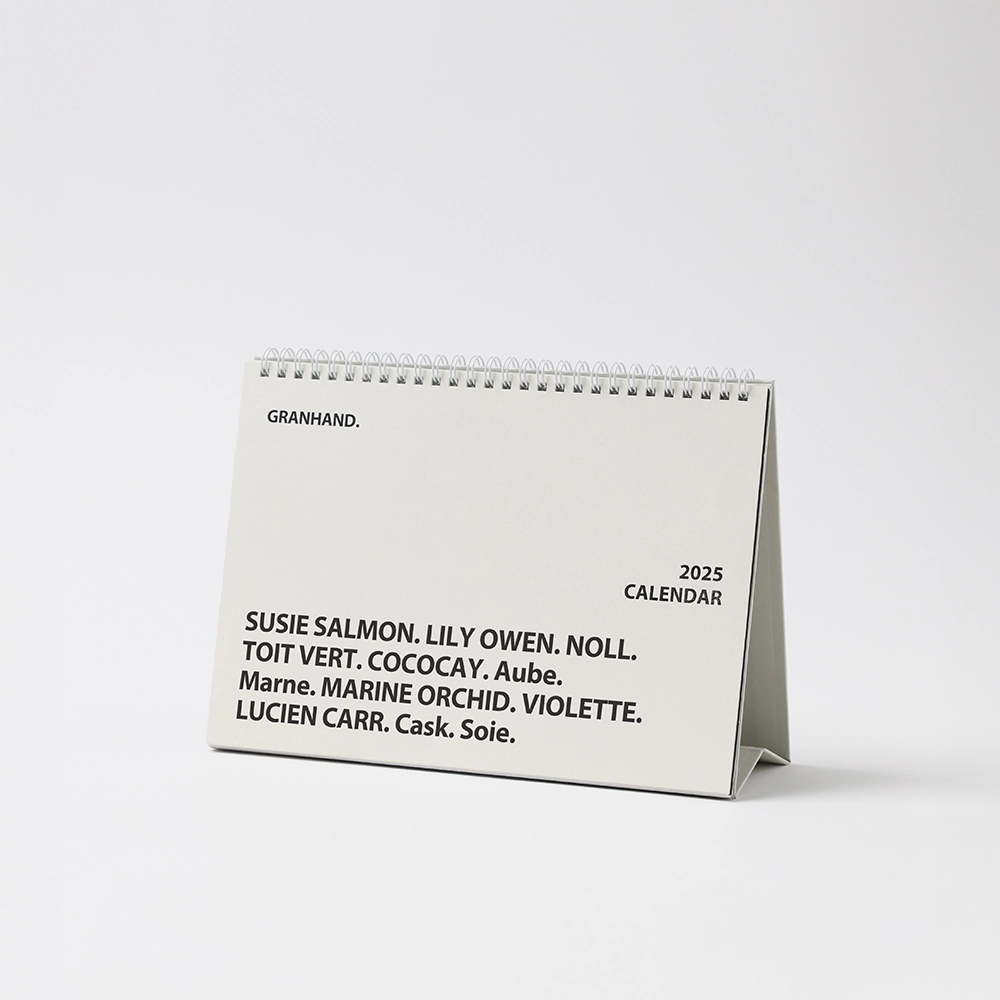 GRANHAND.
2025
CALENDAR
SUSIE SALMON. LILY OWEN. NOLL.
TOIT VERT. COCOCAY. Aube.
Marne. MARINE ORCHID. VIOLETTE.
LUCIEN CARR. Cask. Soie.